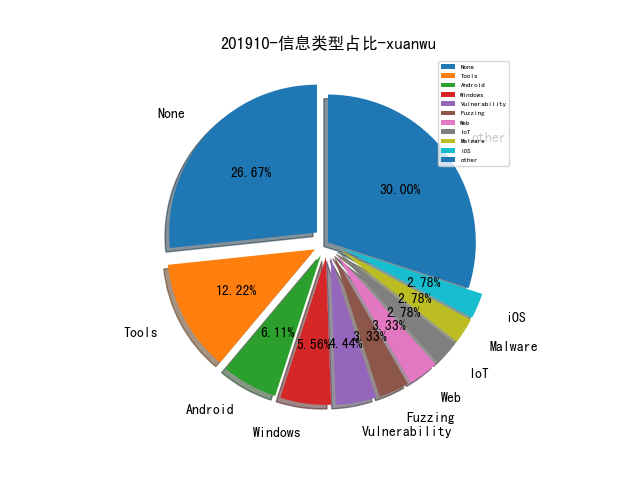 201910-信息类型占比-xuanwu
None
Tools
Android
Windows
Vulnerability
Fuzzing
Web
IoT
Malware
iOS
other
other
None
26.67%
30.00%
12.22%
Tools
6.11%
Android
5.56%
Windows
4.44%
Vulnerability
3.33%
Fuzzing
3.33%
Web
2.78%
IoT
2.78%
Malware
2.78%
iOS